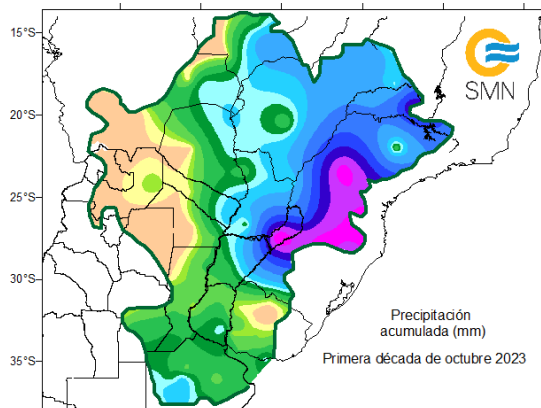 15°S
SMN
20°S
25°S
30°S
Precipitación
acumulada (mm)
Primera década de octubre 2023
35°S